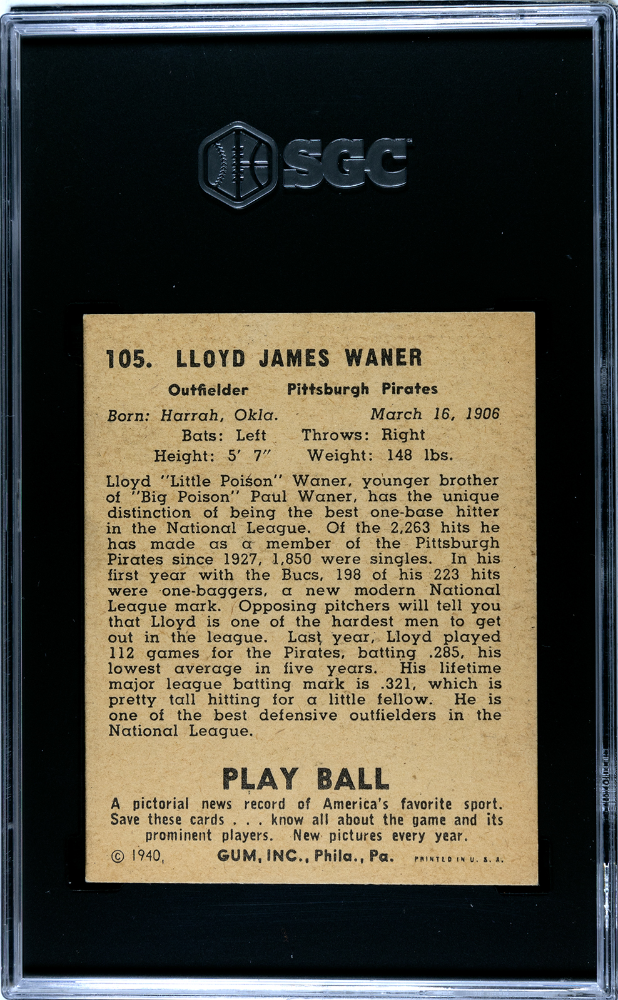 SGC
105. LLOYD JAMES WANER
Outfielder Pittsburgh Pirates
Born: Harrah, Okla. March 16, 1906
Bats: Left Throws: Right
Height: 5' 7" Weight: 148 lbs.
Lloyd "Little Poison" Waner, younger brother
of "Big Poison" Paul Waner, has the unique
distinction of being the best one-base hitter
in the National League. Of the 2,263 hits he
has made as a member of the Pittsburgh
Pirates since 1927, 1,850 were singles. In his
first year with the Bucs, 198 of his 223 hits
were one-baggers, a new modern National
League mark. Opposing pitchers will tell you
that Lloyd is one of the hardest men to get
out in the league. Last year, Lloyd played
112 games for the Pirates, batting .285, his
lowest average in five years. His lifetime
major league batting mark is .321, which is
pretty tall hitting for a little fellow. He is
one of the best defensive outfielders in the
National League.
PLAY BALL
A pictorial news record of America's favorite sport.
Save these cards . . . know all about the game and its
prominent players. New pictures every year.
© 1940, GUM, INC., Phila., Pa. PRINTED IN U. S. A.